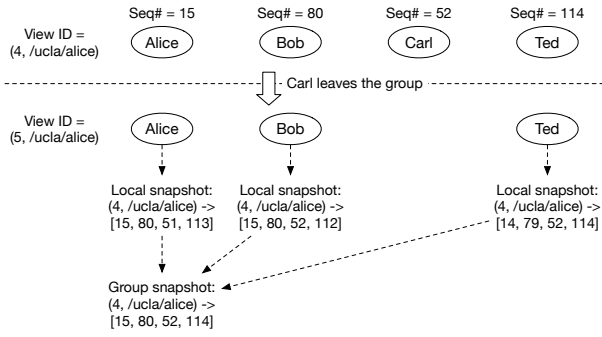 Seq# = 15 Seq# = 80 Seq# = 52 Seq# = 114
View ID =
(4, /ucla/alice)
Alice Bob Carl Ted
Carl leaves the group
View ID =
(5, /ucla/alice)
Alice Bob Ted
Local snapshot: Local snapshot: Local snapshot:
(4, /ucla/alice) -> (4, /ucla/alice) -> (4, /ucla/alice) ->
[15, 80, 51, 113] [15, 80, 52, 112] [14, 79, 52, 114]
Group snapshot:
(4, /ucla/alice) ->
[15, 80, 52, 114]